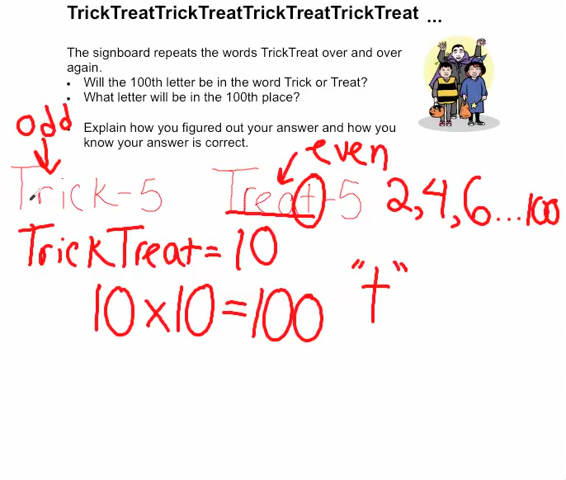 TrickTreatTrickTreatTrickTreatTrickTreat ...
The signboard repeats the words TrickTreat over and over
again.
• Will the 100th letter be in the word Trick or Treat?
• What letter will be in the 100th place?
Explain how you figured out your answer and how you
know your answer is correct.
odd
even
Trick-5 Treat-5 2,4,6...100
TrickTreat=10
10x10=100 "t"